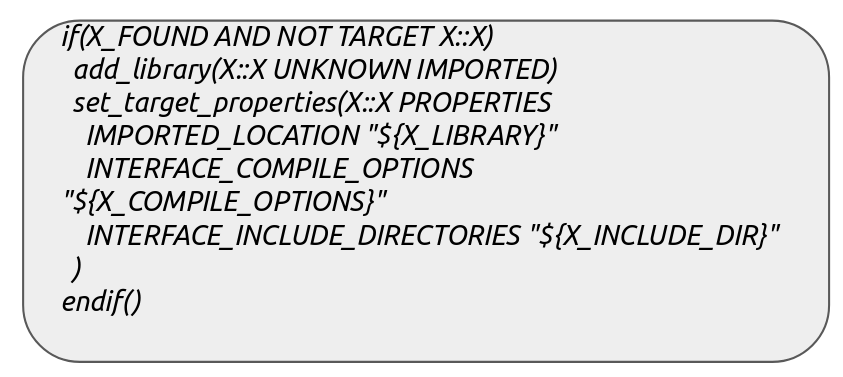 if(X_FOUND AND NOT TARGET X::X)
  add_library(X::X UNKNOWN IMPORTED)
  set_target_properties(X::X PROPERTIES
    IMPORTED_LOCATION "${X_LIBRARY}"
    INTERFACE_COMPILE_OPTIONS
"${X_COMPILE_OPTIONS}"
    INTERFACE_INCLUDE_DIRECTORIES "${X_INCLUDE_DIR}"
  )
endif()